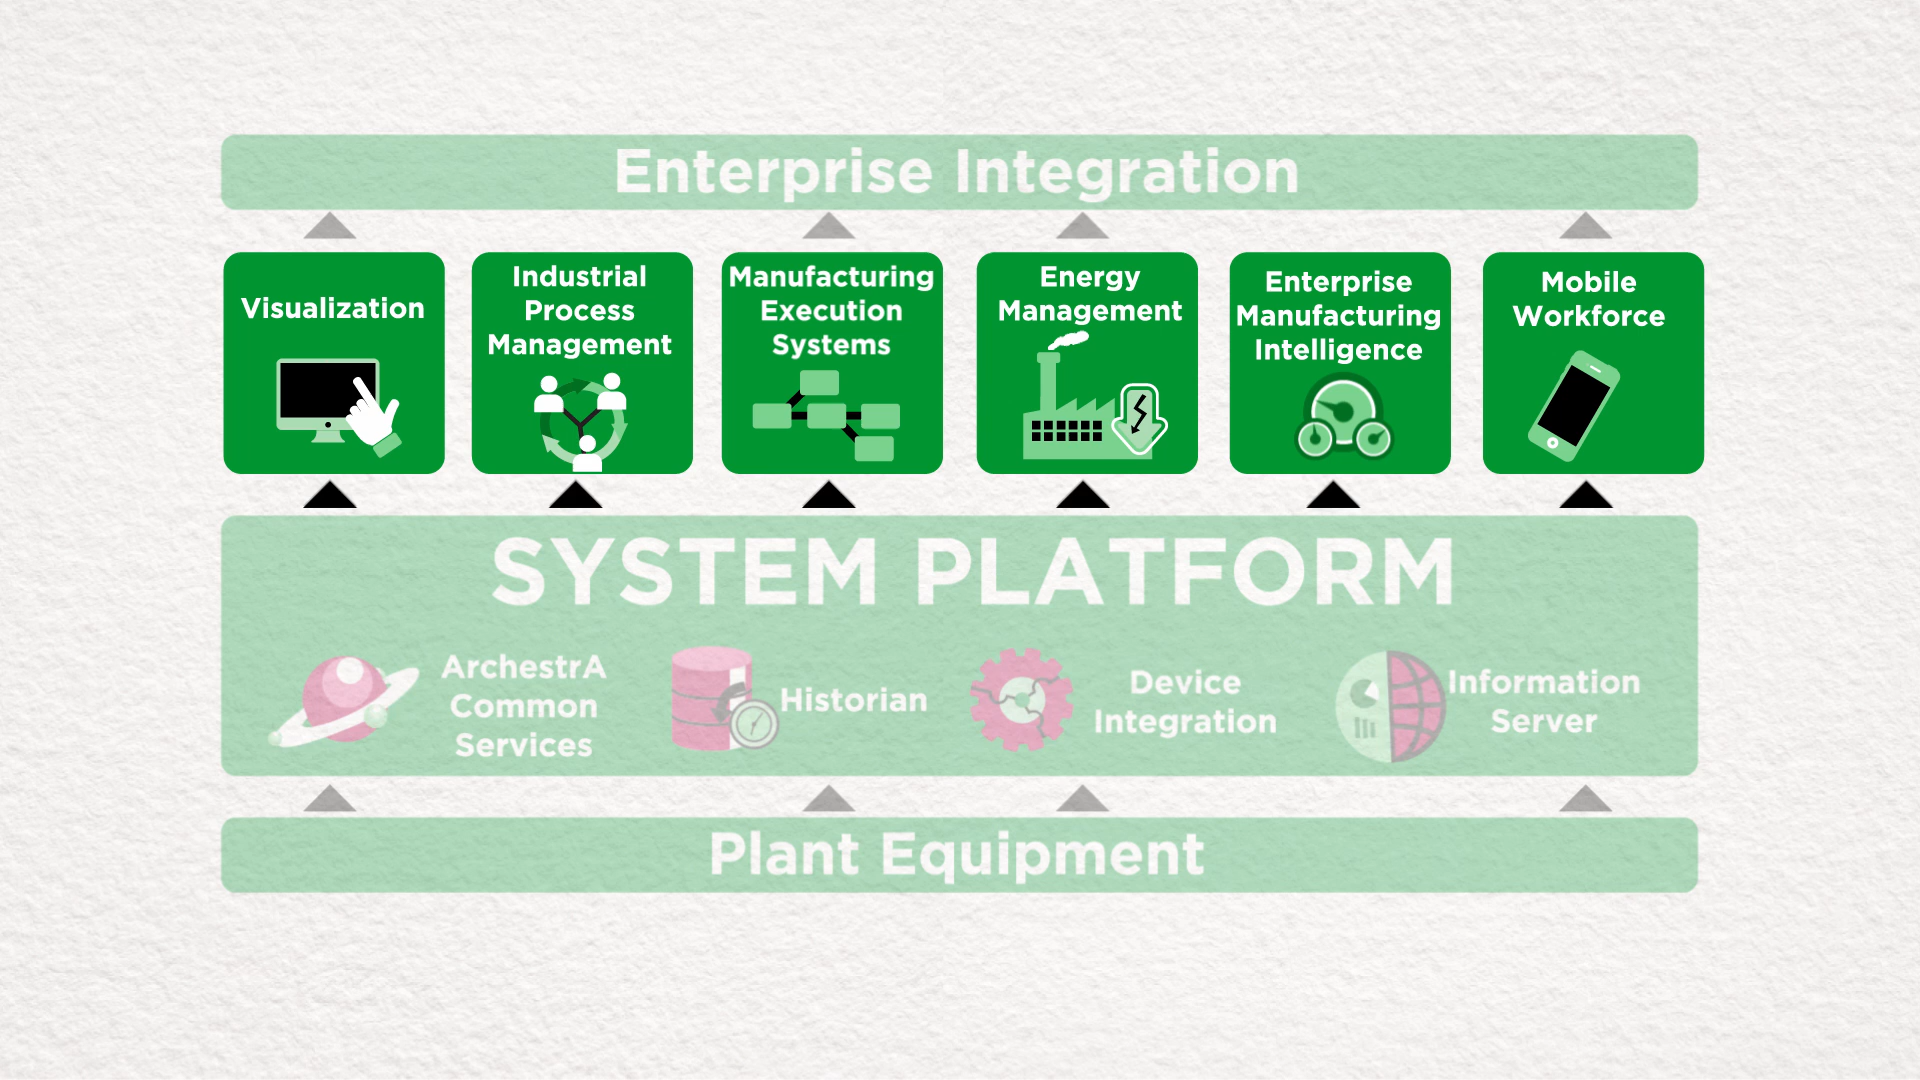 Enterprise Integration
Visualization
Industrial
Process
Management
Manufacturing
Execution
Systems
Energy
Management
Enterprise
Manufacturing
Intelligence
Mobile
Workforce
SYSTEM PLATFORM
ArchestrA
Common
Services
Historian
Device
Integration
Information
Server
Plant Equipment